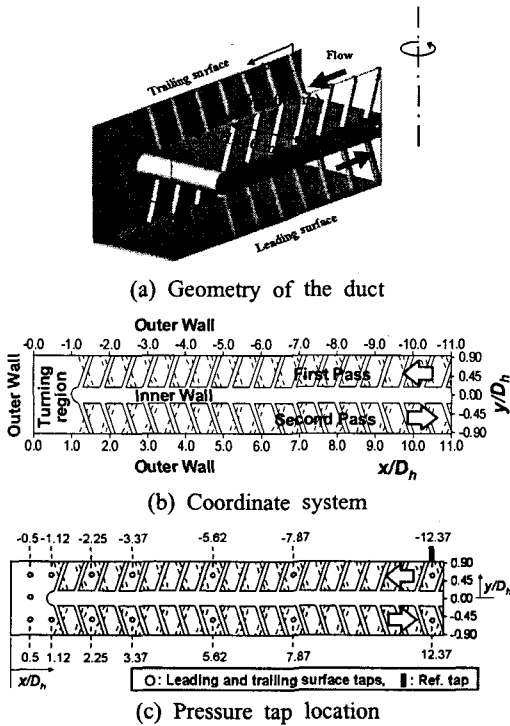 Trailing surface
Flow
Leading surface
(a) Geometry of the duct
Outer Wall
-0.0 -1.0 -2.0 -3.0 -4.0 -5.0 -6.0 -7.0 -8.0 -9.0 -10.0 -11.0
Outer Wall
Turning region
First Pass
Inner Wall
Second Pass
0.90
0.45
0.00
-0.45
-0.90
y/Dh
0.0 1.0 2.0 3.0 4.0 5.0 6.0 7.0 8.0 9.0 10.0 11.0
Outer Wall
x/Dh
(b) Coordinate system
-0.5 -1.12 -2.25 -3.37 -5.62 -7.87 -12.37
0.90
0.45
0.00
-0.45
-0.90
y/Dh
0.5 1.12 2.25 3.37 5.62 7.87 12.37
x/Dh
O: Leading and trailing surface taps, ▮: Ref. tap
(c) Pressure tap location